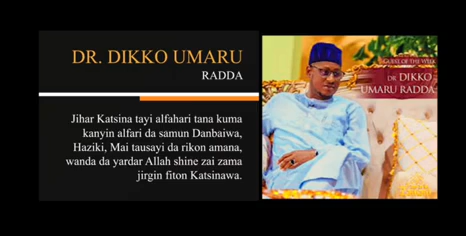 DR. DIKKO UMARU
RADDA
Jihar Katsina tayi alfahari tana kuma
kanyin alfari da samun Danbaiwa,
Haziki, Mai tausayi da rikon amana,
wanda da yardar Allah shine zai zama
jirgin fiton Katsinawa.
GUEST OF THE WEEK
DR DIKKO
UMARU RADDA